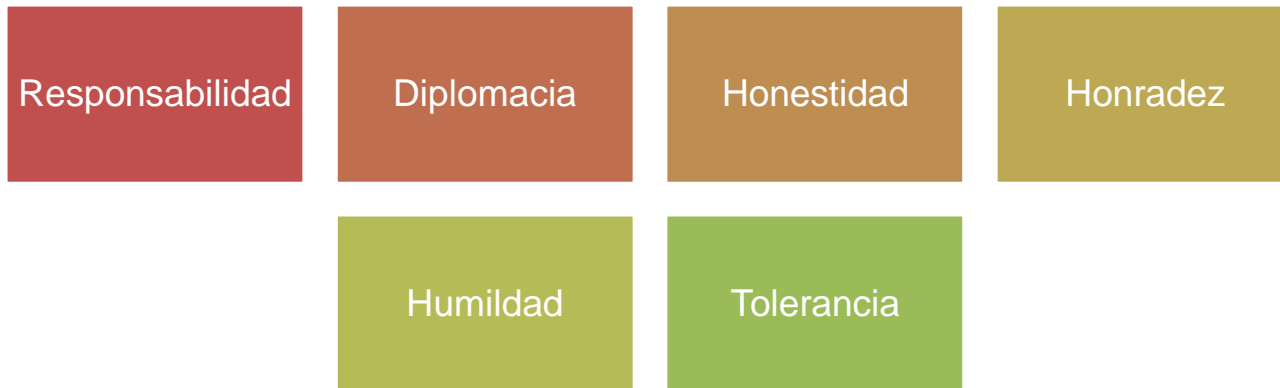 Responsabilidad
Diplomacia
Honestidad
Honradez
Humildad
Tolerancia